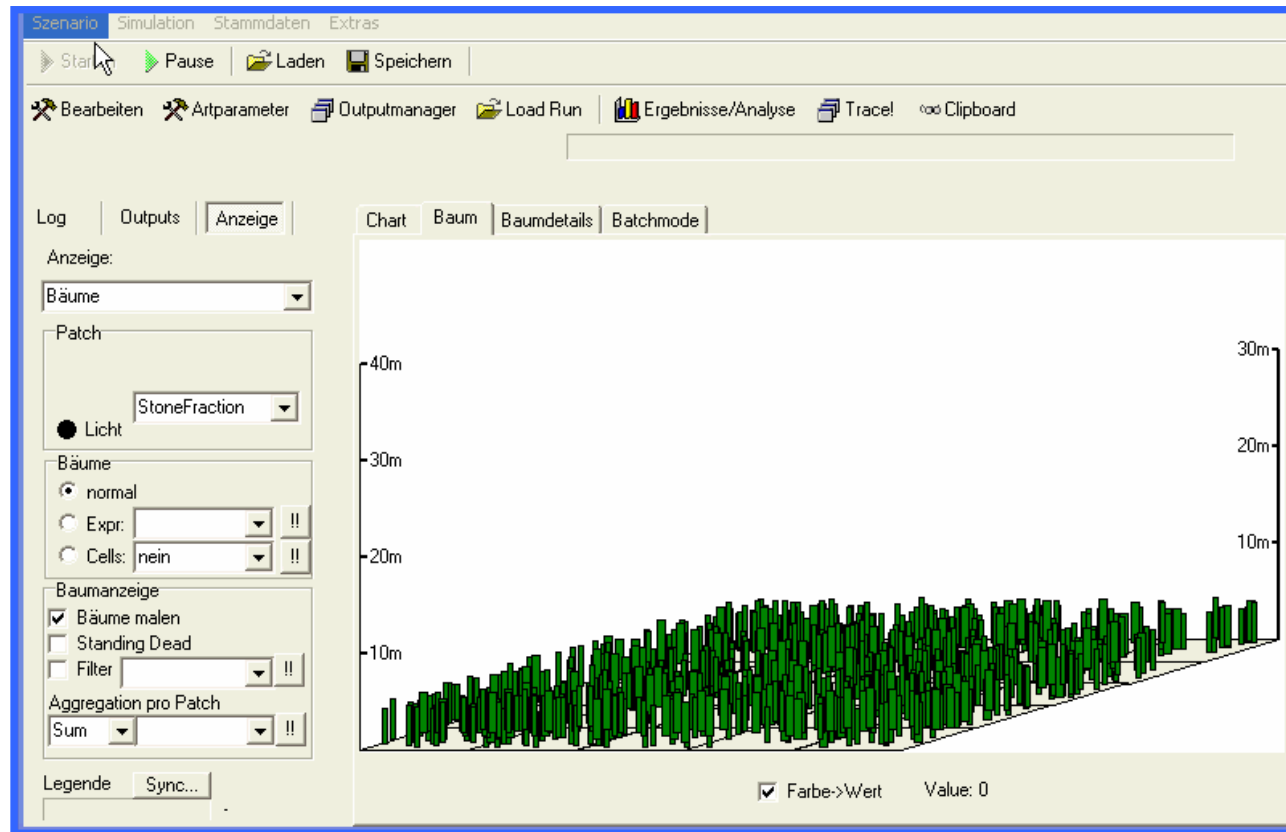 Szenario Simulation Stammdaten Extras
Pause Laden Speichern
Bearbeiten Artparameter Outputmanager Load Run Ergebnisse/Analyse Trace! Clipboard
Log Outputs Anzeige
Chart Baum Baumdetails Batchmode
Anzeige:
Bäume
Patch
StoneFraction
Licht
Bäume
normal
Expr: !!
Cells: nein !!
Baumanzeige
Bäume malen
Standing Dead
Filter !!
Aggregation pro Patch
Sum !!
Legende Sync...
-
40m
30m
20m
10m
30m
20m
10m
Farbe->Wert Value: 0